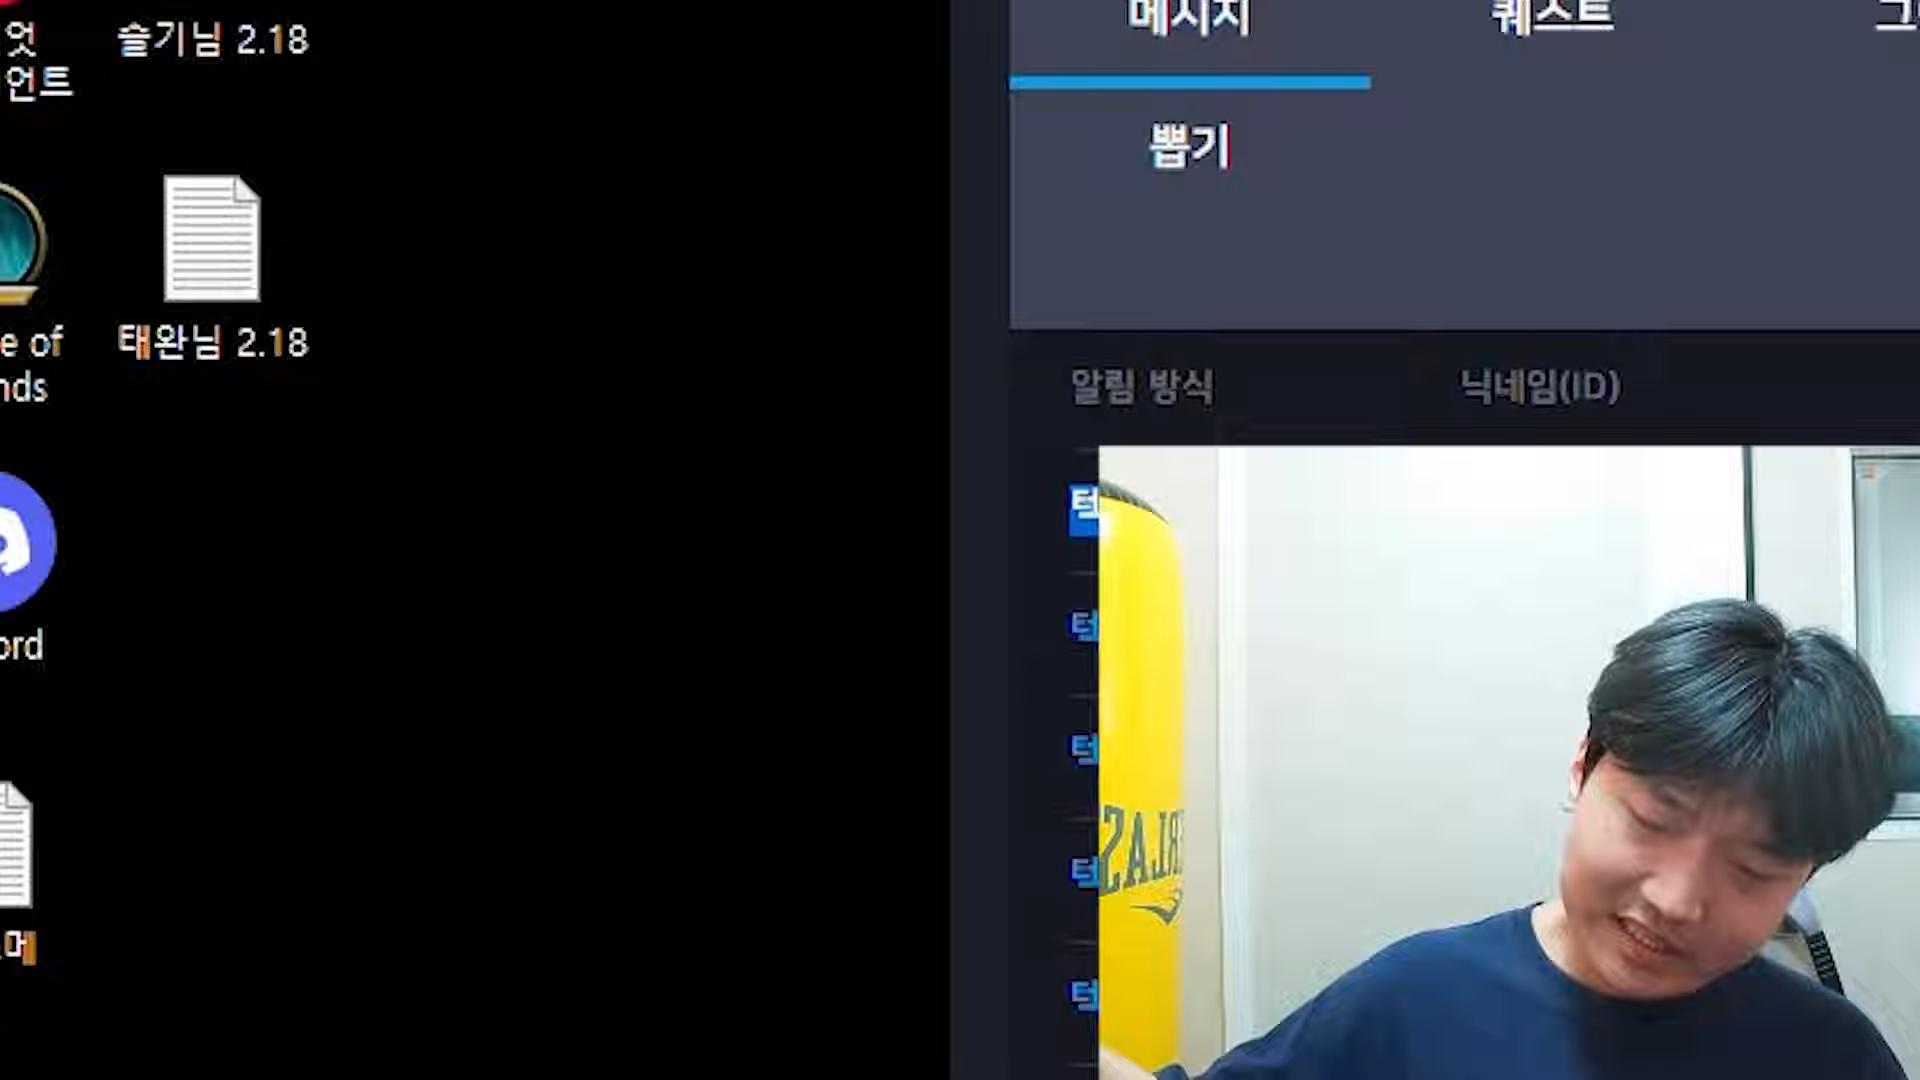 엇
언트
슬기님 2.18
e of
nds
태완님 2.18
ord
메
메시지
퀘스트
뽑기
알림 방식
닉네임(ID)